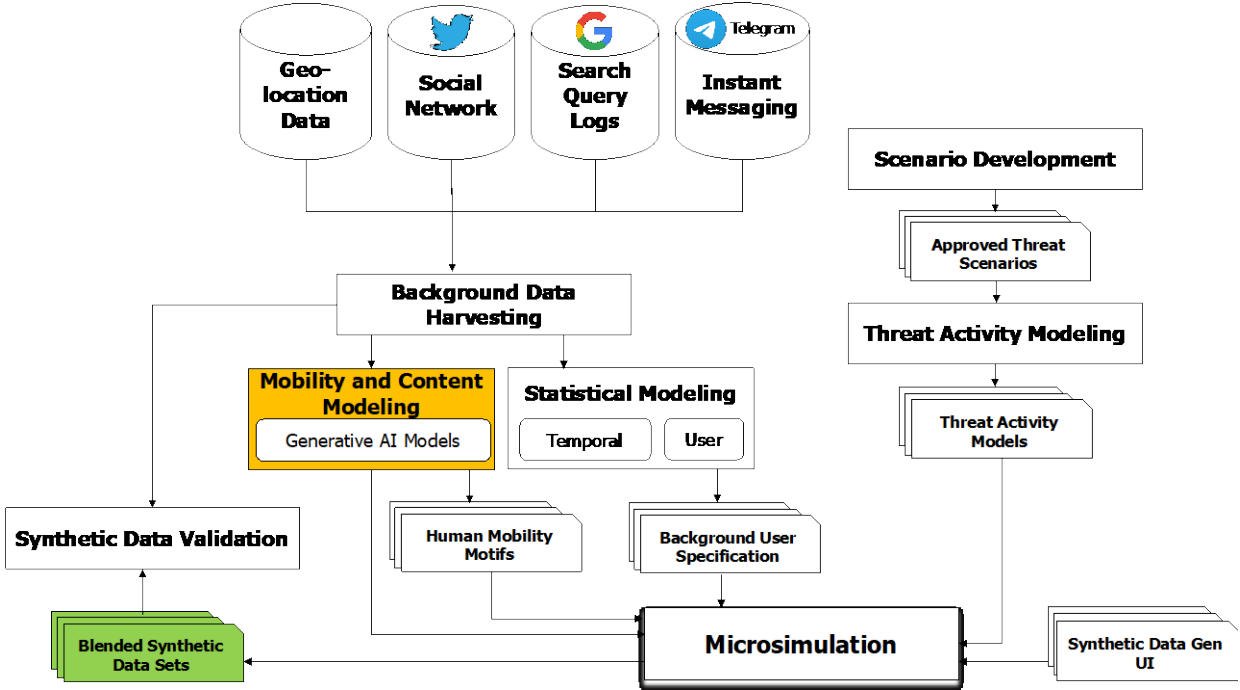 Telegram
Geo-
location
Data
Social
Network
Search
Query
Logs
Instant
Messaging
Scenario Development
Approved Threat
Scenarios
Background Data
Harvesting
Threat Activity Modeling
Mobility and Content
Modeling
Generative AI Models
Statistical Modeling
Temporal
User
Threat Activity
Models
Synthetic Data Validation
Human Mobility
Motifs
Background User
Specification
Blended Synthetic
Data Sets
Microsimulation
Synthetic Data Gen
UI